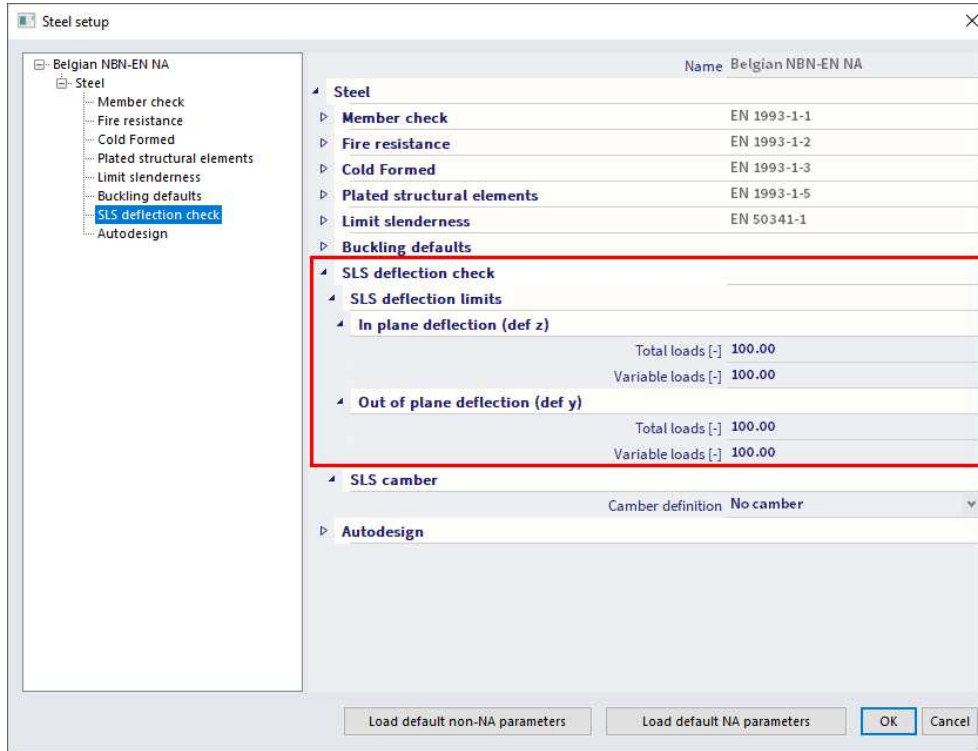 Steel setup
Belgian NBN-EN NA
Steel
Member check
Fire resistance
Cold Formed
Plated structural elements
Limit slenderness
Buckling defaults
SLS deflection check
Autodesign
Name Belgian NBN-EN NA
Steel
Member check EN 1993-1-1
Fire resistance EN 1993-1-2
Cold Formed EN 1993-1-3
Plated structural elements EN 1993-1-5
Limit slenderness EN 50341-1
Buckling defaults
SLS deflection check
SLS deflection limits
In plane deflection (def z)
Total loads [-] 100.00
Variable loads [-] 100.00
Out of plane deflection (def y)
Total loads [-] 100.00
Variable loads [-] 100.00
SLS camber
Camber definition No camber
Autodesign
Load default non-NA parameters Load default NA parameters OK Cancel